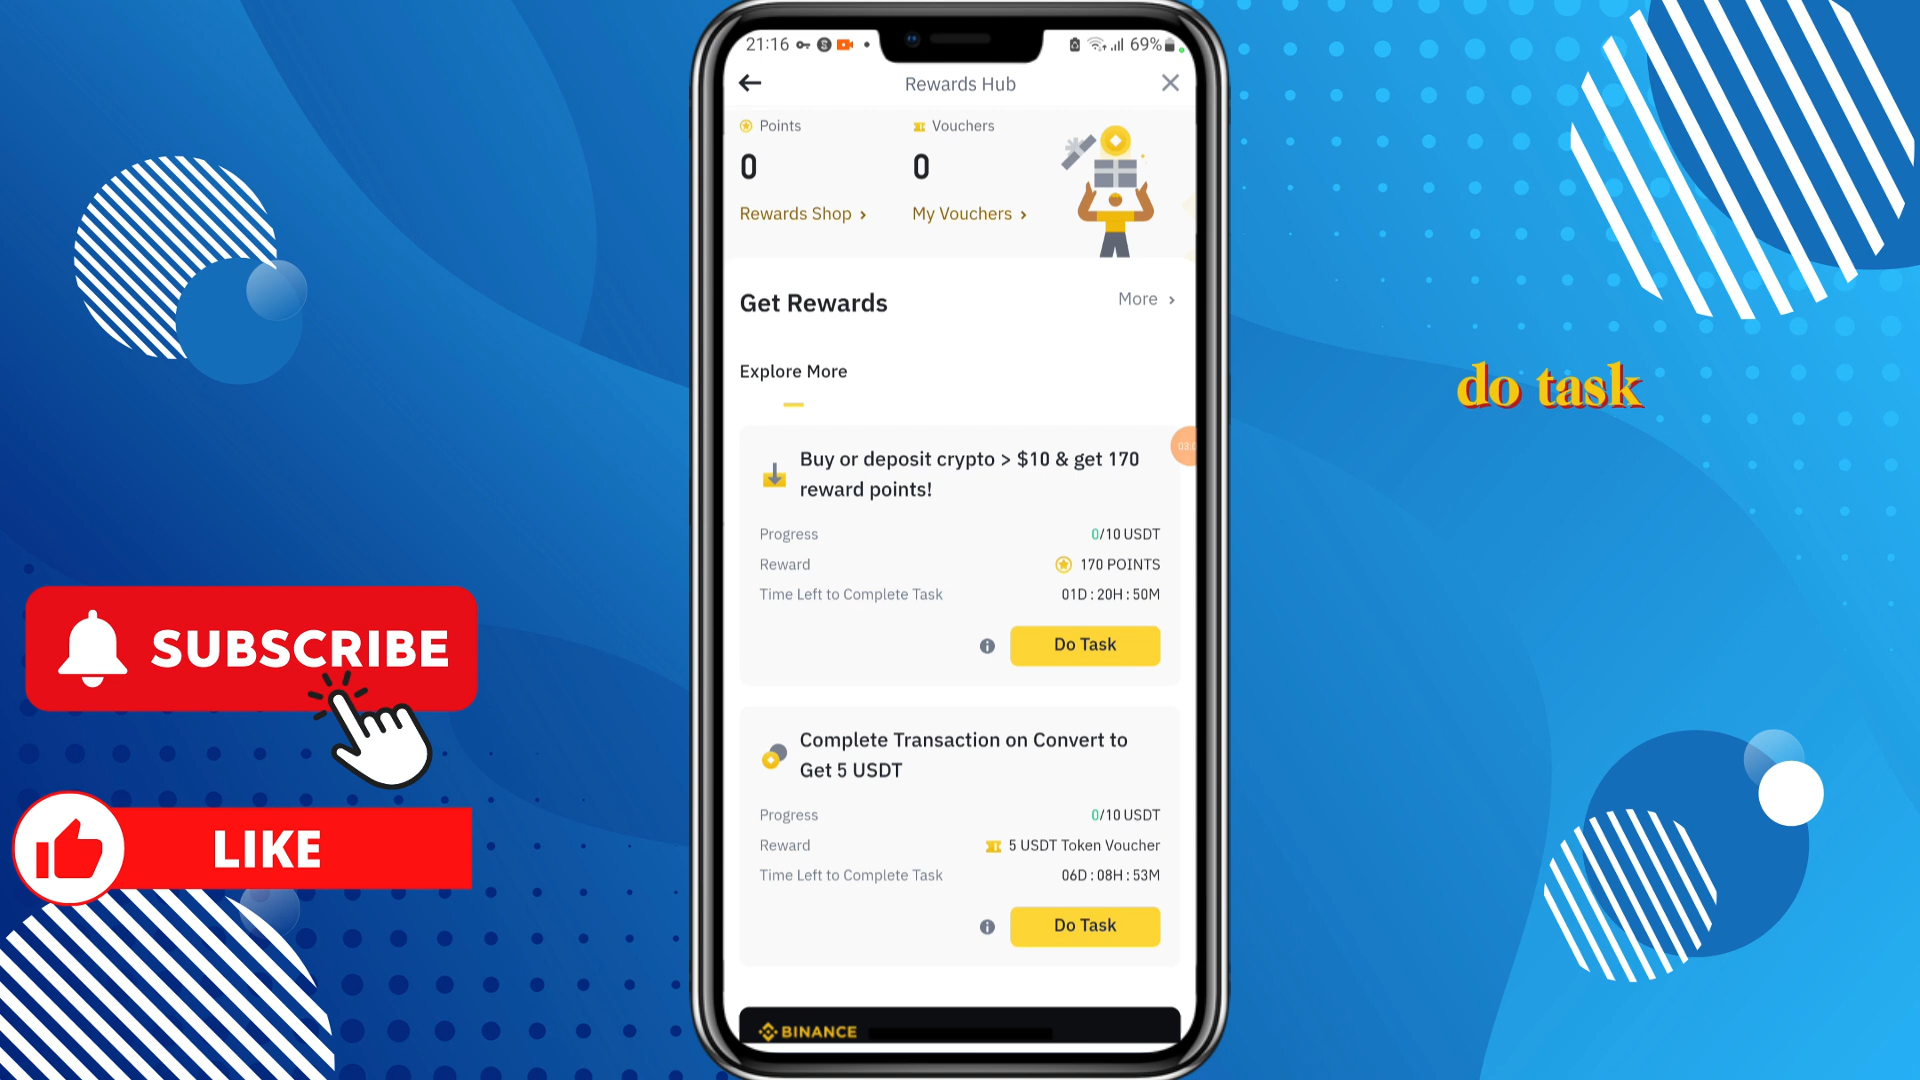 21:16
69%
Rewards Hub
Points
Vouchers
0
0
Rewards Shop >
My Vouchers >
Get Rewards
More >
Explore More
do task
Buy or deposit crypto > $10 & get 170
reward points!
Progress
0/10 USDT
Reward
170 POINTS
Time Left to Complete Task
01D : 20H : 50M
Do Task
SUBSCRIBE
Complete Transaction on Convert to
Get 5 USDT
Progress
0/10 USDT
Reward
5 USDT Token Voucher
Time Left to Complete Task
06D : 08H : 53M
Do Task
LIKE
BINANCE